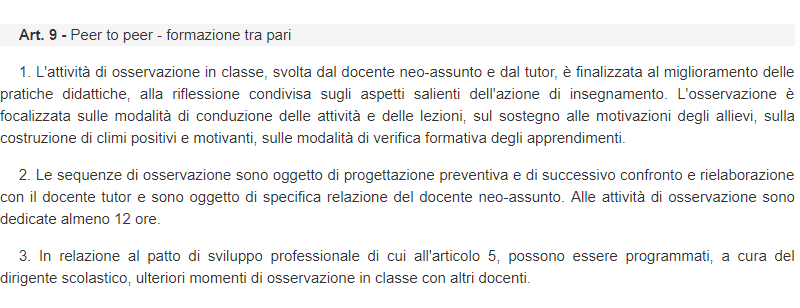 Art. 9 - Peer to peer - formazione tra pari
1. L'attività di osservazione in classe, svolta dal docente neo-assunto e dal tutor, è finalizzata al miglioramento delle
pratiche didattiche, alla riflessione condivisa sugli aspetti salienti dell'azione di insegnamento. L'osservazione è
focalizzata sulle modalità di conduzione delle attività e delle lezioni, sul sostegno alle motivazioni degli allievi, sulla
costruzione di climi positivi e motivanti, sulle modalità di verifica formativa degli apprendimenti.
2. Le sequenze di osservazione sono oggetto di progettazione preventiva e di successivo confronto e rielaborazione
con il docente tutor e sono oggetto di specifica relazione del docente neo-assunto. Alle attività di osservazione sono
dedicate almeno 12 ore.
3. In relazione al patto di sviluppo professionale di cui all'articolo 5, possono essere programmati, a cura del
dirigente scolastico, ulteriori momenti di osservazione in classe con altri docenti.